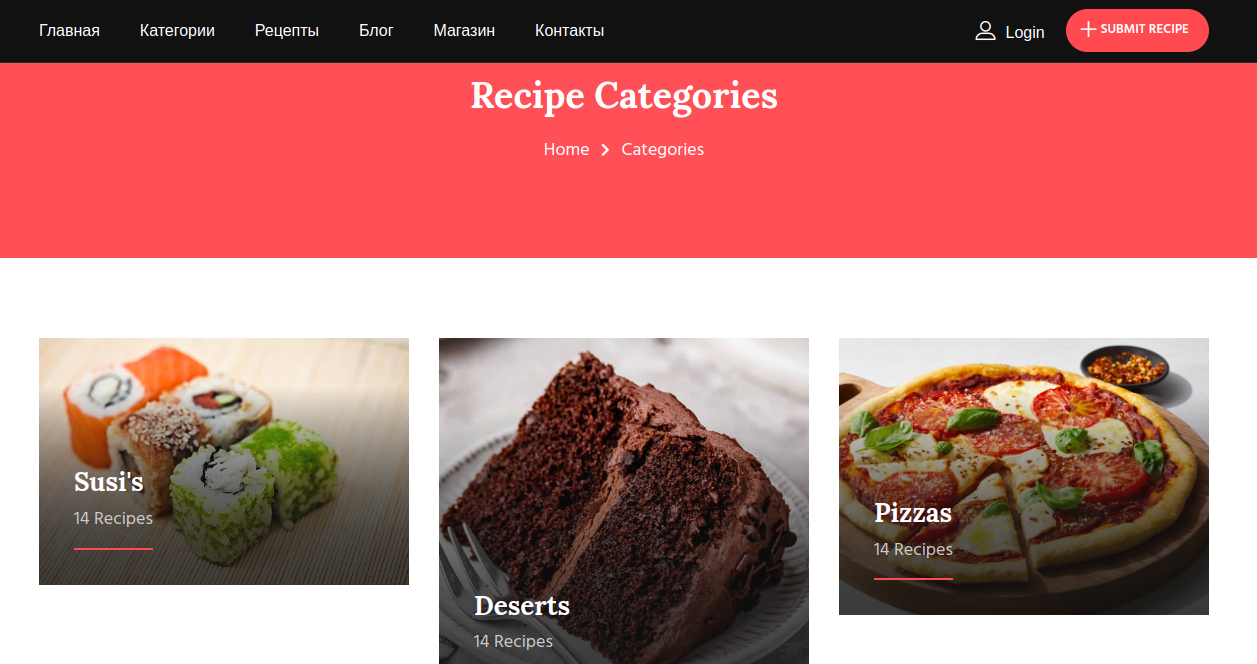 Главная Категории Рецепты Блог Магазин Контакты Login SUBMIT RECIPE
Recipe Categories
Home Categories
Susi's
14 Recipes
Deserts
14 Recipes
Pizzas
14 Recipes